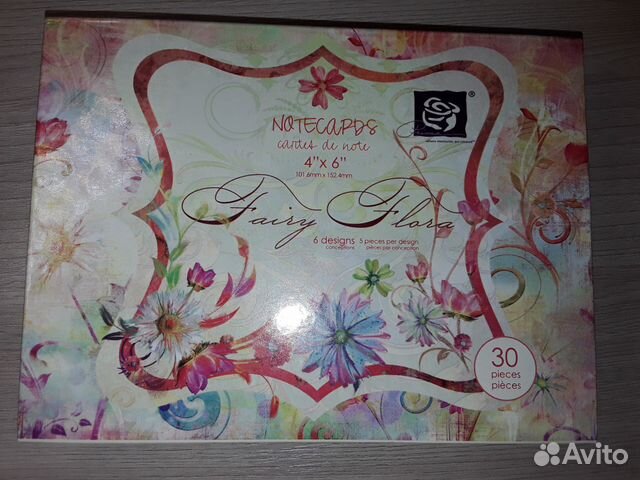 NOTECARDS
cartes de note
4"x 6"
101.6mm x 152.4mm
Fairy Flora
6 designs 5 pieces per design
conceptions pièces par conception
®
30
pieces
pièces
Avito